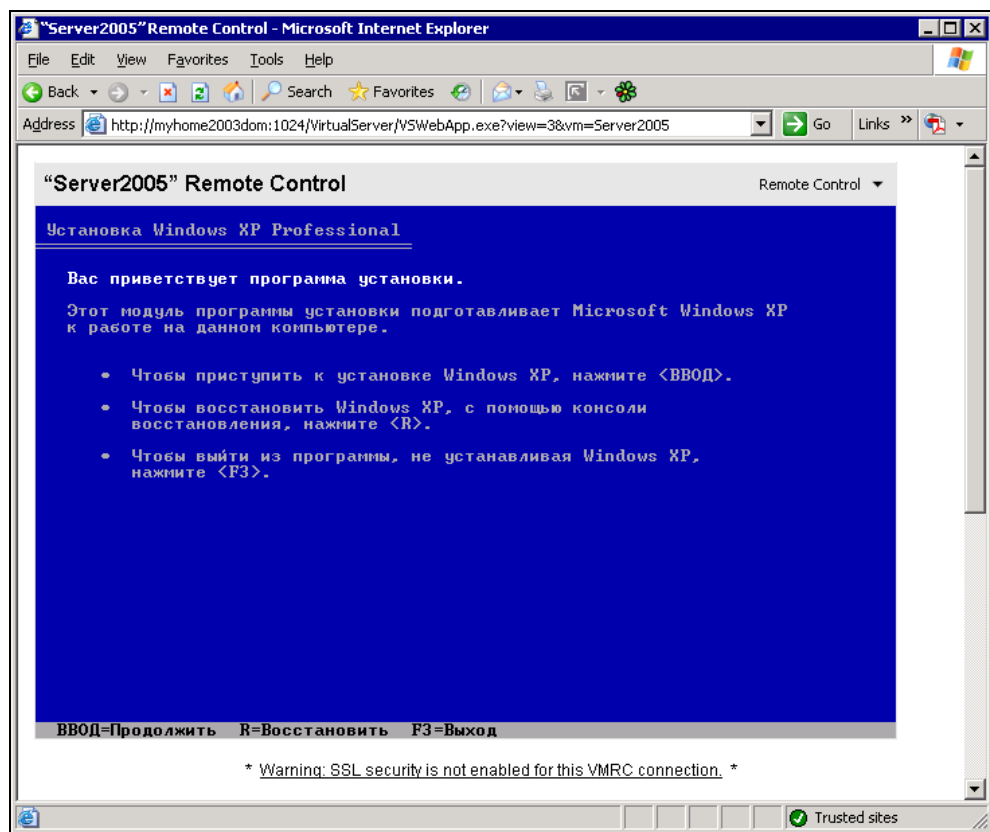 “Server2005”Remote Control - Microsoft Internet Explorer
File Edit View Favorites Tools Help
Back Search Favorites
Address http://myhome2003dom:1024/VirtualServer/VSWebApp.exe?view=3&vm=Server2005 Go Links »
“Server2005” Remote Control Remote Control
Установка Windows XP Professional
Вас приветствует программа установки.
Этот модуль программы установки подготавливает Microsoft Windows XP
к работе на данном компьютере.
• Чтобы приступить к установке Windows XP, нажмите <ВВОД>.
• Чтобы восстановить Windows XP, с помощью консоли
восстановления, нажмите <R>.
• Чтобы выйти из программы, не устанавливая Windows XP,
нажмите <F3>.
ВВОД=Продолжить R=Восстановить F3=Выход
* Warning: SSL security is not enabled for this VMRC connection. *
Trusted sites